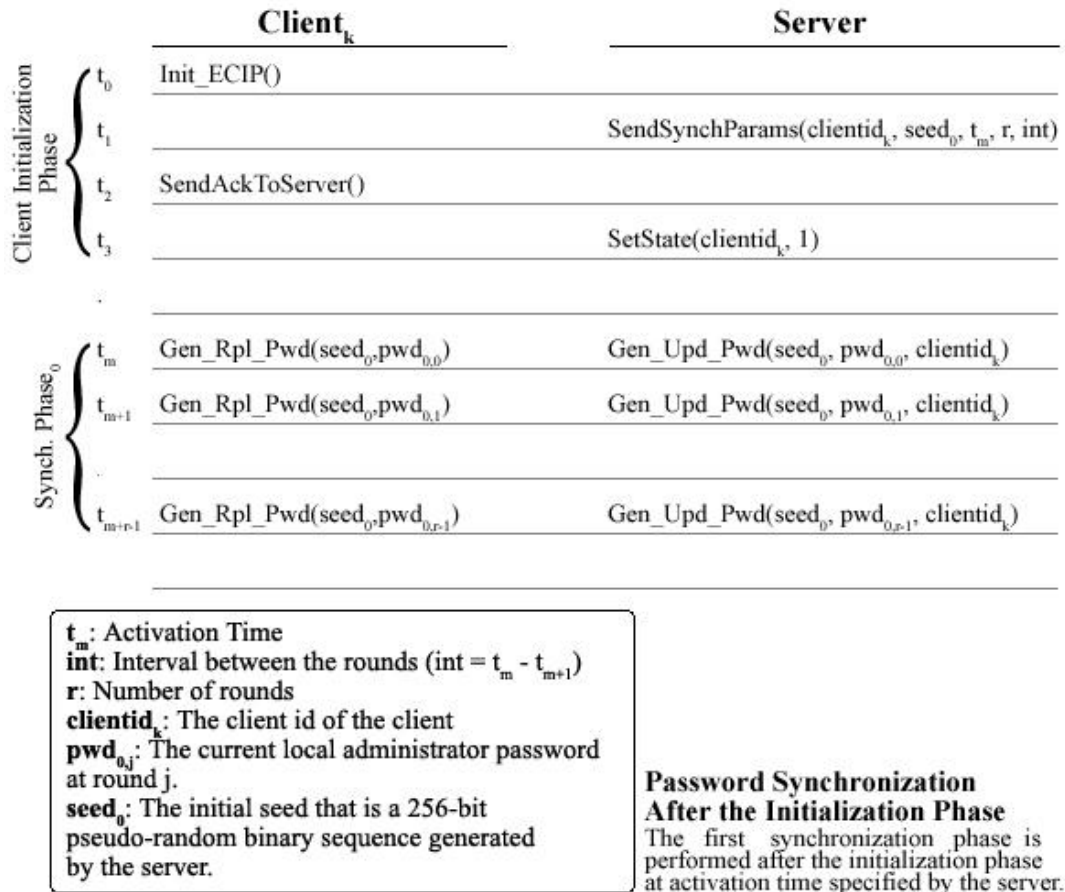 Client_k Server
Client Initialization Phase
t_0 Init_ECIP()
t_1 SendSynchParams(clientid_k, seed_0, t_m, r, int)
t_2 SendAckToServer()
t_3 SetState(clientid_k, 1)
.
Synch. Phase_0
t_m Gen_Rpl_Pwd(seed_0,pwd_0,0) Gen_Upd_Pwd(seed_0, pwd_0,0, clientid_k)
t_m+1 Gen_Rpl_Pwd(seed_0,pwd_0,1) Gen_Upd_Pwd(seed_0, pwd_0,1, clientid_k)
.
t_m+r-1 Gen_Rpl_Pwd(seed_0,pwd_0,r-1) Gen_Upd_Pwd(seed_0, pwd_0,r-1, clientid_k)
t_m: Activation Time
int: Interval between the rounds (int = t_m - t_m+1)
r: Number of rounds
clientid_k: The client id of the client
pwd_0,j: The current local administrator password
at round j.
seed_0: The initial seed that is a 256-bit
pseudo-random binary sequence generated
by the server.
Password Synchronization
After the Initialization Phase
The first synchronization phase is
performed after the initialization phase
at activation time specified by the server.